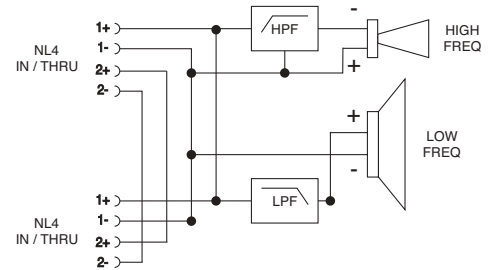 NL4
IN / THRU
1+
1-
2+
2-
HPF
-
+
HIGH
FREQ
+
-
LOW
FREQ
NL4
IN / THRU
1+
1-
2+
2-
LPF